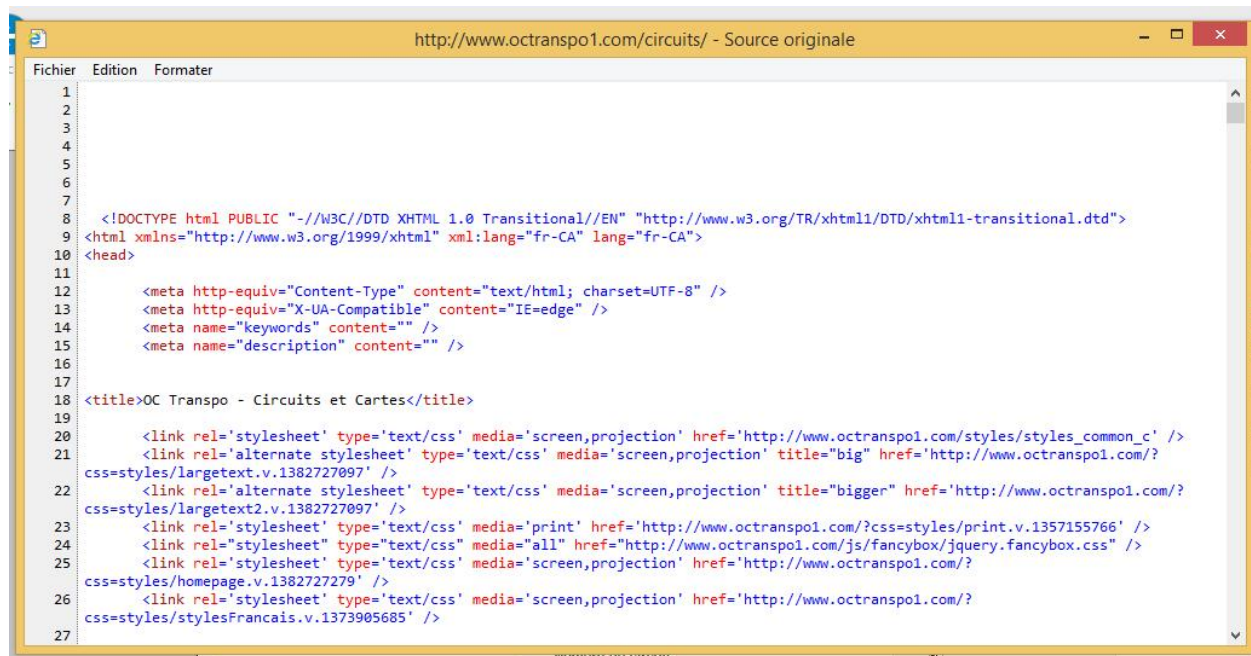 http://www.octranspo1.com/circuits/ - Source originale
Fichier Edition Formater
1
2
3
4
5
6
7
8 <!DOCTYPE html PUBLIC "-//W3C//DTD XHTML 1.0 Transitional//EN" "http://www.w3.org/TR/xhtml1/DTD/xhtml1-transitional.dtd">
9 <html xmlns="http://www.w3.org/1999/xhtml" xml:lang="fr-CA" lang="fr-CA">
10 <head>
11
12 <meta http-equiv="Content-Type" content="text/html; charset=UTF-8" />
13 <meta http-equiv="X-UA-Compatible" content="IE=edge" />
14 <meta name="keywords" content="" />
15 <meta name="description" content="" />
16
17
18 <title>OC Transpo - Circuits et Cartes</title>
19
20 <link rel='stylesheet' type='text/css' media='screen,projection' href='http://www.octranspo1.com/styles/styles_common_c' />
21 <link rel='alternate stylesheet' type='text/css' media='screen,projection' title="big" href='http://www.octranspo1.com/?
css=styles/largetext.v.1382727097' />
22 <link rel='alternate stylesheet' type='text/css' media='screen,projection' title="bigger" href='http://www.octranspo1.com/?
css=styles/largetext2.v.1382727097' />
23 <link rel='stylesheet' type='text/css' media='print' href='http://www.octranspo1.com/?css=styles/print.v.1357155766' />
24 <link rel="stylesheet" type="text/css" media="all" href="http://www.octranspo1.com/js/fancybox/jquery.fancybox.css" />
25 <link rel='stylesheet' type='text/css' media='screen,projection' href='http://www.octranspo1.com/?
css=styles/homepage.v.1382727279' />
26 <link rel='stylesheet' type='text/css' media='screen,projection' href='http://www.octranspo1.com/?
css=styles/stylesFrancais.v.1373905685' />
27